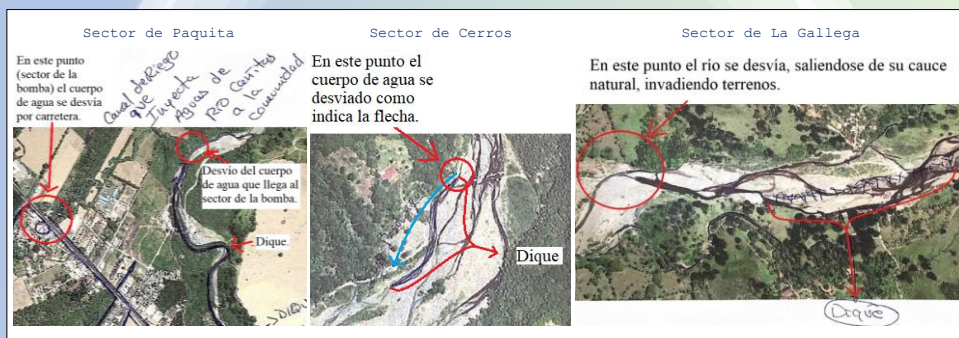 Sector de Paquita
En este punto
(sector de la
bomba) el cuerpo
de agua se desvía
por carretera.
Canal de Riego
que
Inyecta
Aguas de
Rio Cañitas
a la
Comunidad
Desvío del cuerpo
de agua que llega al
sector de la bomba.
Dique.
Sector de Cerros
En este punto el
cuerpo de agua se
desviado como
indica la flecha.
Dique
Sector de La Gallega
En este punto el río se desvía, saliendose de su cauce
natural, invadiendo terrenos.
Dique